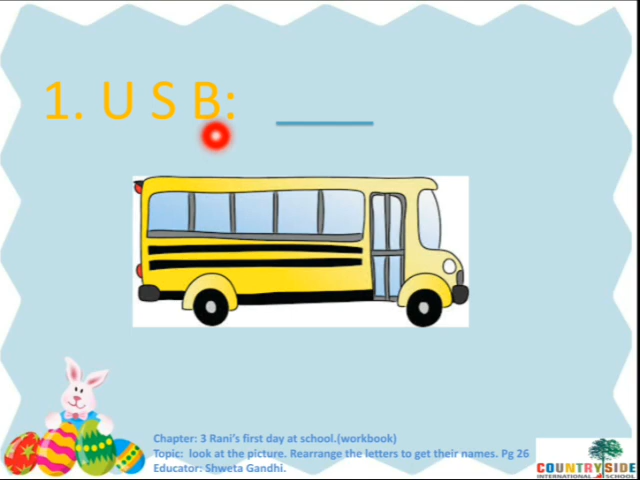 1. U S B:
Chapter: 3 Rani's first day at school.(workbook)
Topic: look at the picture. Rearrange the letters to get their names. Pg 26
Educator: Shweta Gandhi.
COUNTRYSIDE
INTERNATIONAL SCHOOL